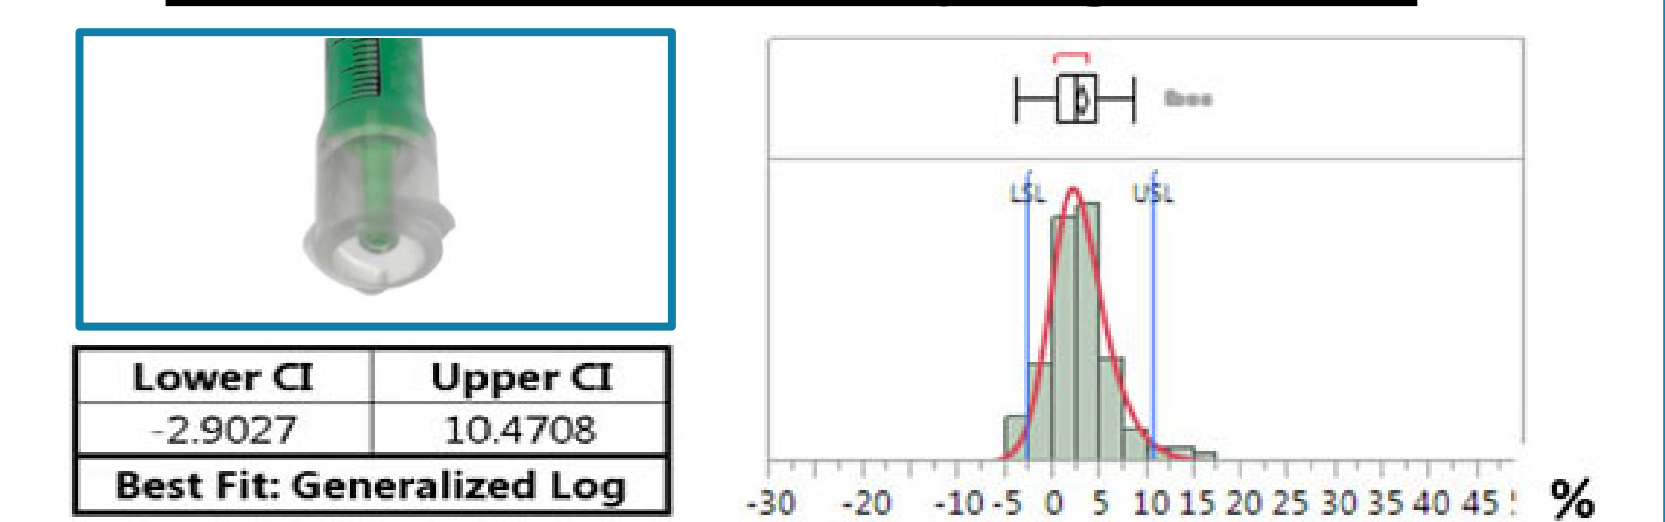 Lower CI Upper CI
-2.9027 10.4708
Best Fit: Generalized Log
LSL USL
-30 -20 -10 -5 0 5 10 15 20 25 30 35 40 45
%